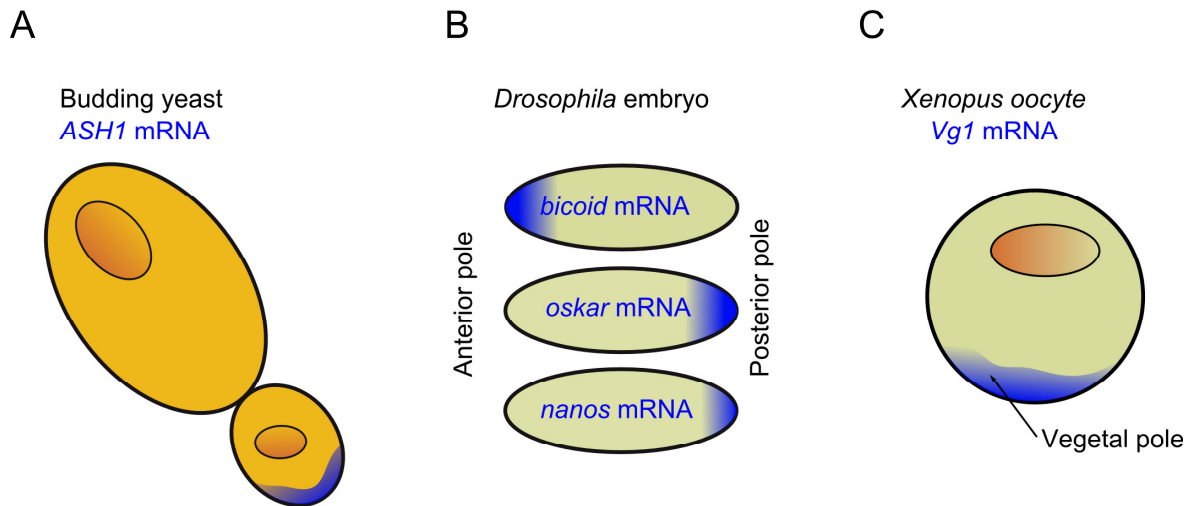 A
Budding yeast
ASH1 mRNA
B
Drosophila embryo
Anterior pole
bicoid mRNA
oskar mRNA
nanos mRNA
Posterior pole
C
Xenopus oocyte
Vg1 mRNA
Vegetal pole